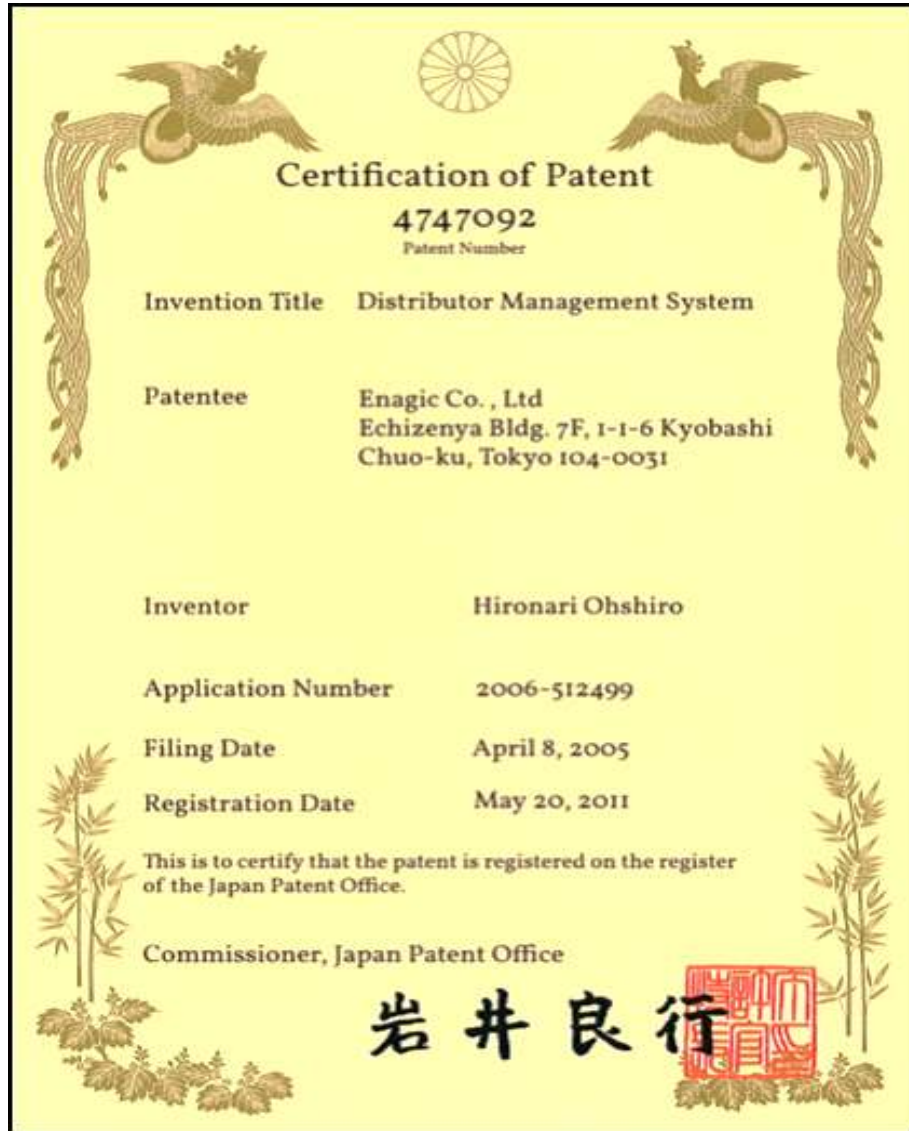 Certification of Patent
4747092
Patent Number
Invention Title Distributor Management System
Patentee Enagic Co. , Ltd
Echizenya Bldg. 7F, 1-1-6 Kyobashi
Chuo-ku, Tokyo 104-0031
Inventor Hironari Ohshiro
Application Number 2006-512499
Filing Date April 8, 2005
Registration Date May 20, 2011
This is to certify that the patent is registered on the register
of the Japan Patent Office.
Commissioner, Japan Patent Office
岩井良行